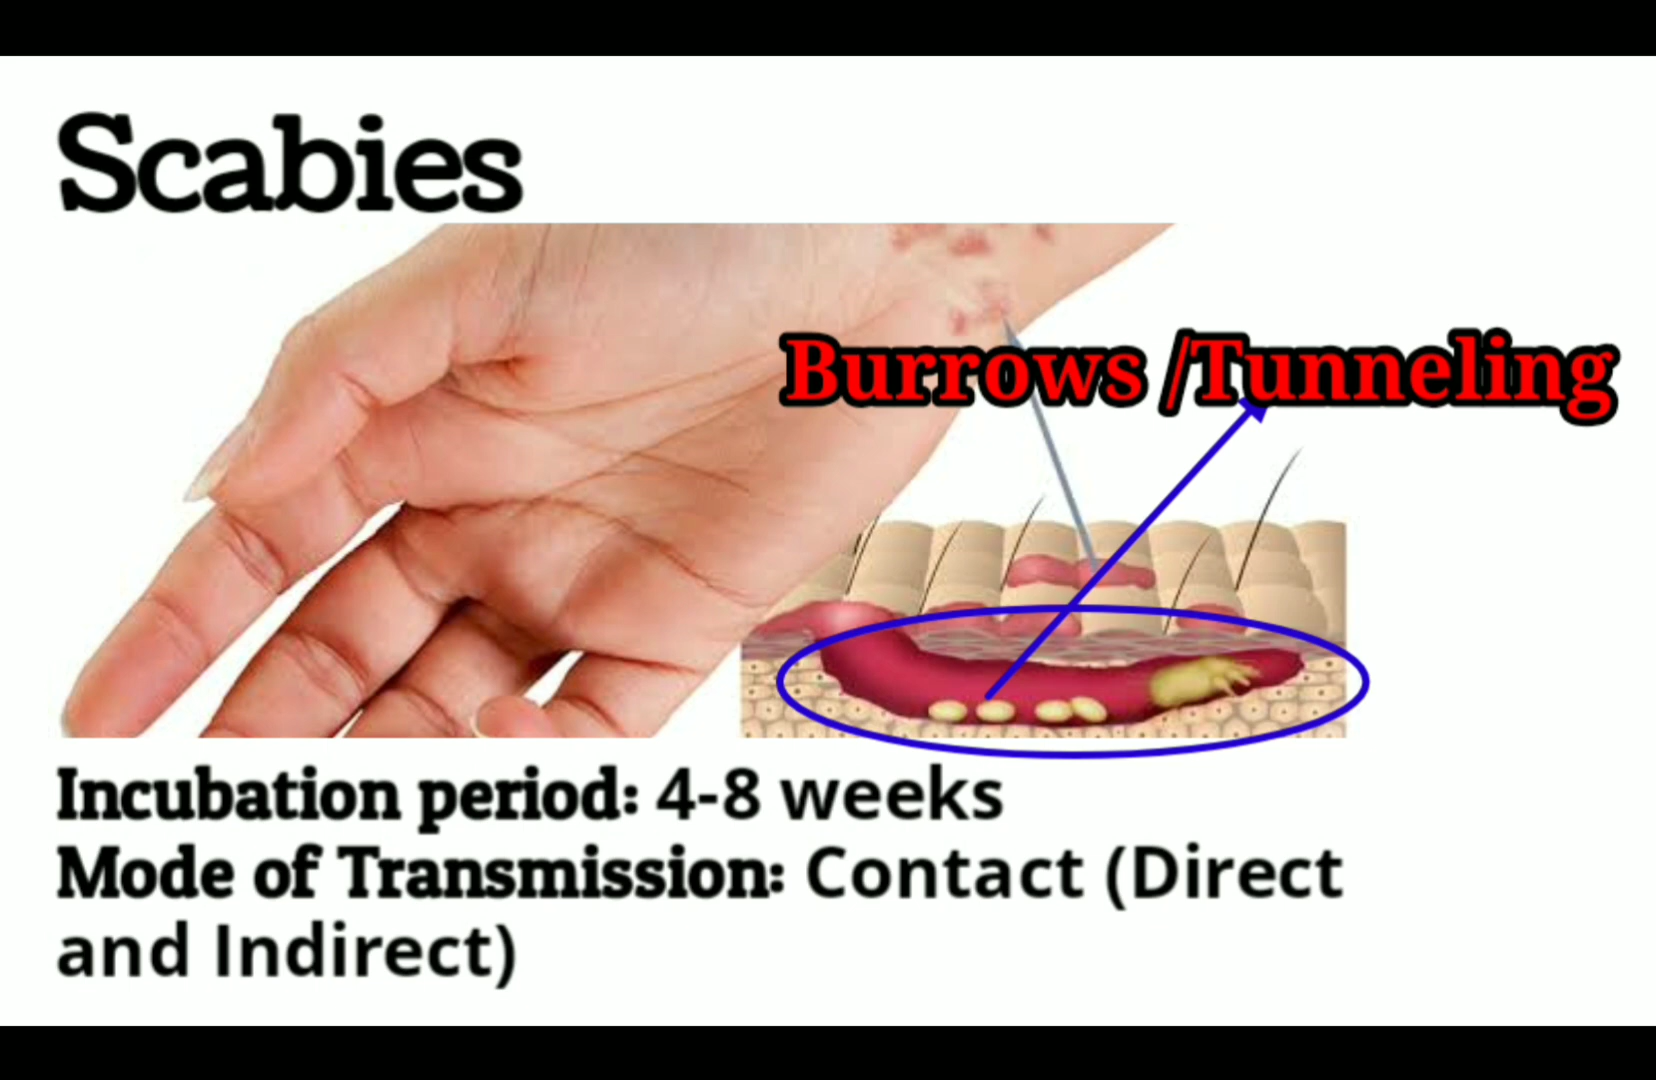 Scabies
Burrows /Tunneling
Incubation period: 4-8 weeks
Mode of Transmission: Contact (Direct
and Indirect)